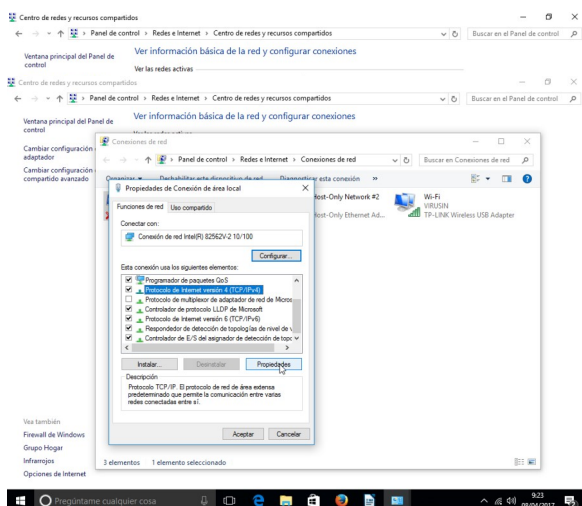 Centro de redes y recursos compartidos
Panel de control > Redes e Internet > Centro de redes y recursos compartidos
Buscar en el Panel de control
Ventana principal del Panel de control
Ver información básica de la red y configurar conexiones
Ver las redes activas
Centro de redes y recursos compartidos
Panel de control > Redes e Internet > Centro de redes y recursos compartidos
Buscar en el Panel de control
Ventana principal del Panel de control
Ver información básica de la red y configurar conexiones
Cambiar configuración
adaptador
Cambiar configuración
compartido avanzado
Conexiones de red
Panel de control > Redes e Internet > Conexiones de red
Buscar en Conexiones de red
Organizar
Deshabilitar este dispositivo de red
Diagnosticar esta conexión
»
Host-Only Network #2
Host-Only Ethernet Ad...
Wi-Fi
VIRUSIN
TP-LINK Wireless USB Adapter
Propiedades de Conexión de área local
Funciones de red
Uso compartido
Conectar con:
Conexión de red Intel(R) 82562V-2 10/100
Configurar...
Esta conexión usa los siguientes elementos:
Programador de paquetes QoS
Protocolo de Internet versión 4 (TCP/IPv4)
Protocolo de multiplexor de adaptador de red de Micros
Controlador de protocolo LLDP de Microsoft
Protocolo de Internet versión 6 (TCP/IPv6)
Respondedor de detección de topologías de nivel de v
Controlador de E/S del asignador de detección de topo
Instalar...
Desinstalar
Propiedades
Descripción
Protocolo TCP/IP. El protocolo de red de área extensa
predeterminado que permite la comunicación entre varias
redes conectadas entre sí.
Aceptar
Cancelar
Vea también
Firewall de Windows
Grupo Hogar
Infrarrojos
Opciones de Internet
3 elementos
1 elemento seleccionado
Pregúntame cualquier cosa
9:23
08/04/2017